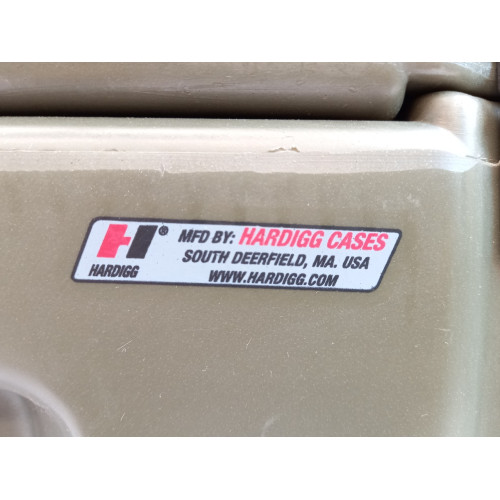 H®
HARDIGG
MFD BY: HARDIGG CASES
SOUTH DEERFIELD, MA. USA
WWW.HARDIGG.COM